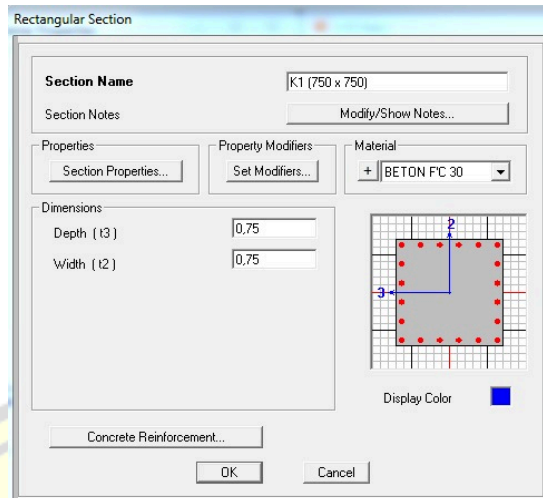 Rectangular Section
Section Name
K1 (750 x 750)
Section Notes
Modify/Show Notes...
Properties
Section Properties...
Property Modifiers
Set Modifiers...
Material
+
BETON F'C 30
Dimensions
Depth ( t3 )
0,75
Width ( t2 )
0,75
2
3
Display Color
Concrete Reinforcement...
OK
Cancel